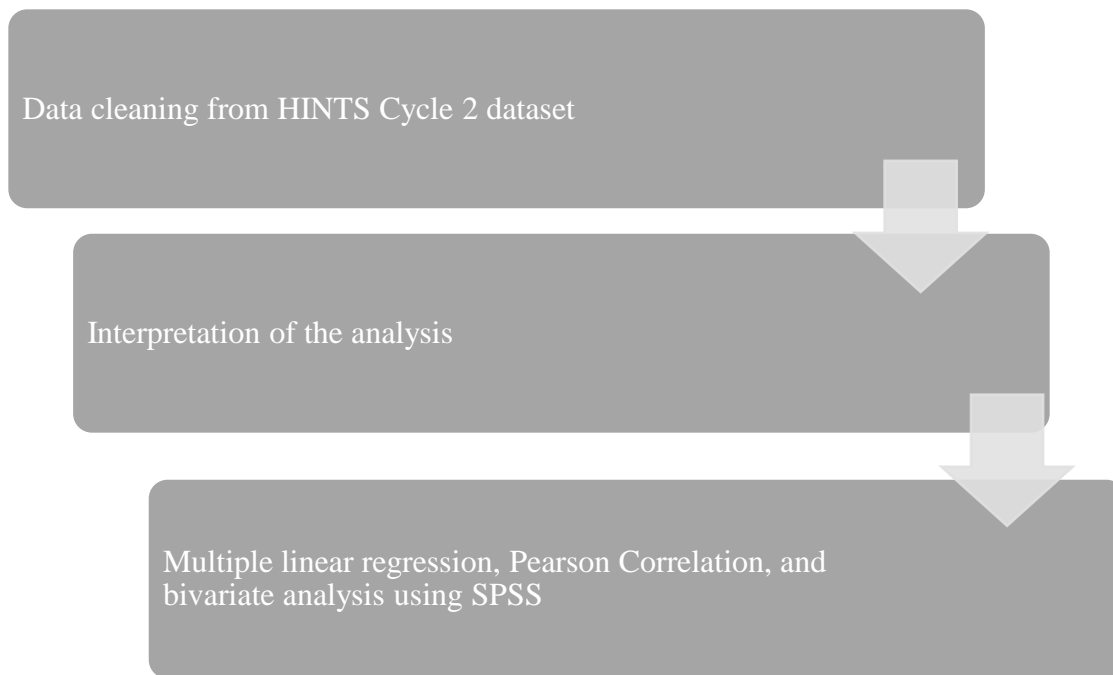 Data cleaning from HINTS Cycle 2 dataset
Interpretation of the analysis
Multiple linear regression, Pearson Correlation, and
bivariate analysis using SPSS